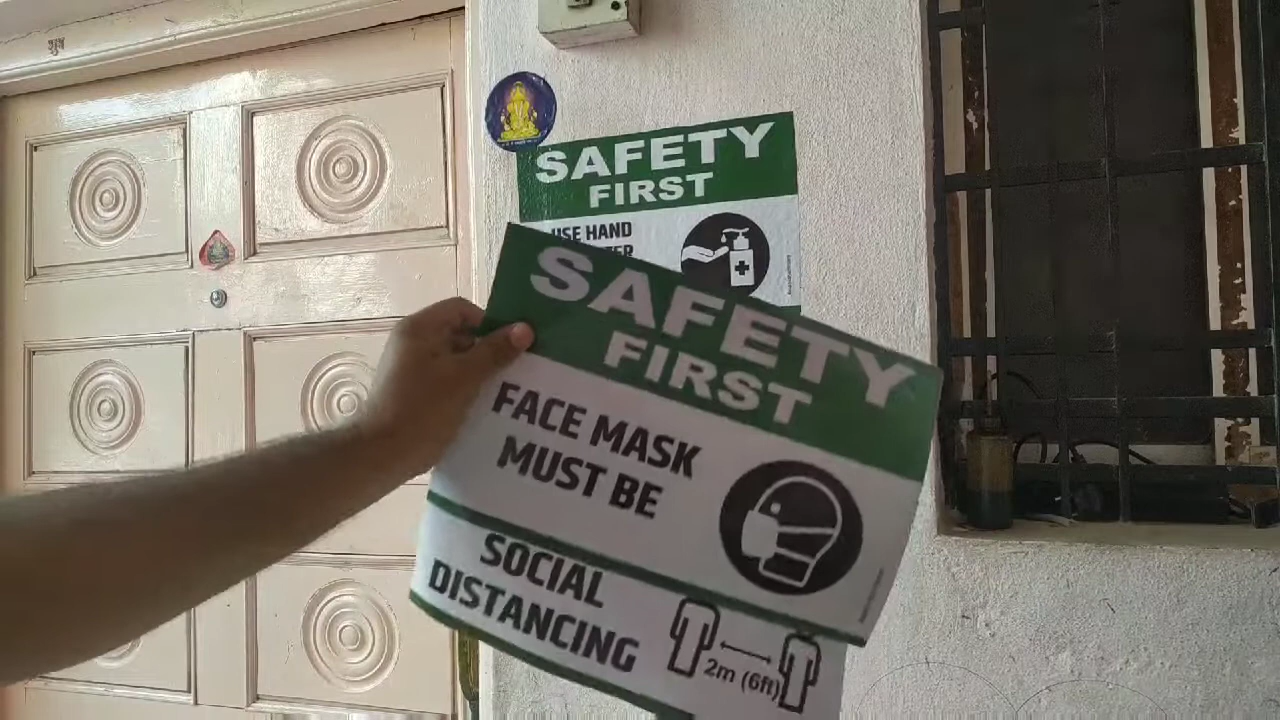 SAFETY
FIRST
USE HAND
SAFETY
FIRST
FACE MASK
MUST BE
SOCIAL
DISTANCING
2m (6ft)